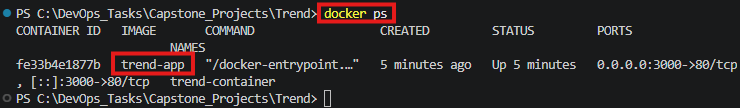 PS C:\DevOps_Tasks\Capstone_Projects\Trend> docker ps
CONTAINER ID   IMAGE       COMMAND                  CREATED         STATUS         PORTS
                      NAMES
fe33b4e1877b   trend-app   "/docker-entrypoint.…"   5 minutes ago   Up 5 minutes   0.0.0.0:3000->80/tcp
, [::]:3000->80/tcp   trend-container
PS C:\DevOps_Tasks\Capstone_Projects\Trend>